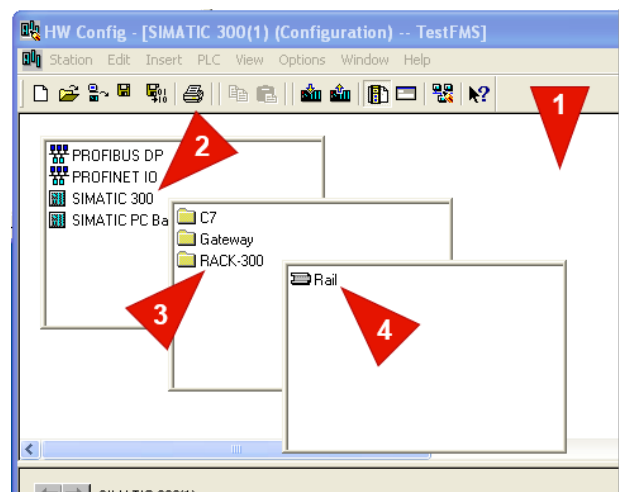 HW Config - [SIMATIC 300(1) (Configuration) -- TestFMS]
Station Edit Insert PLC View Options Window Help
1
2
PROFIBUS DP
PROFINET IO
SIMATIC 300
SIMATIC PC Ba
C7
Gateway
RACK-300
3
Rail
4